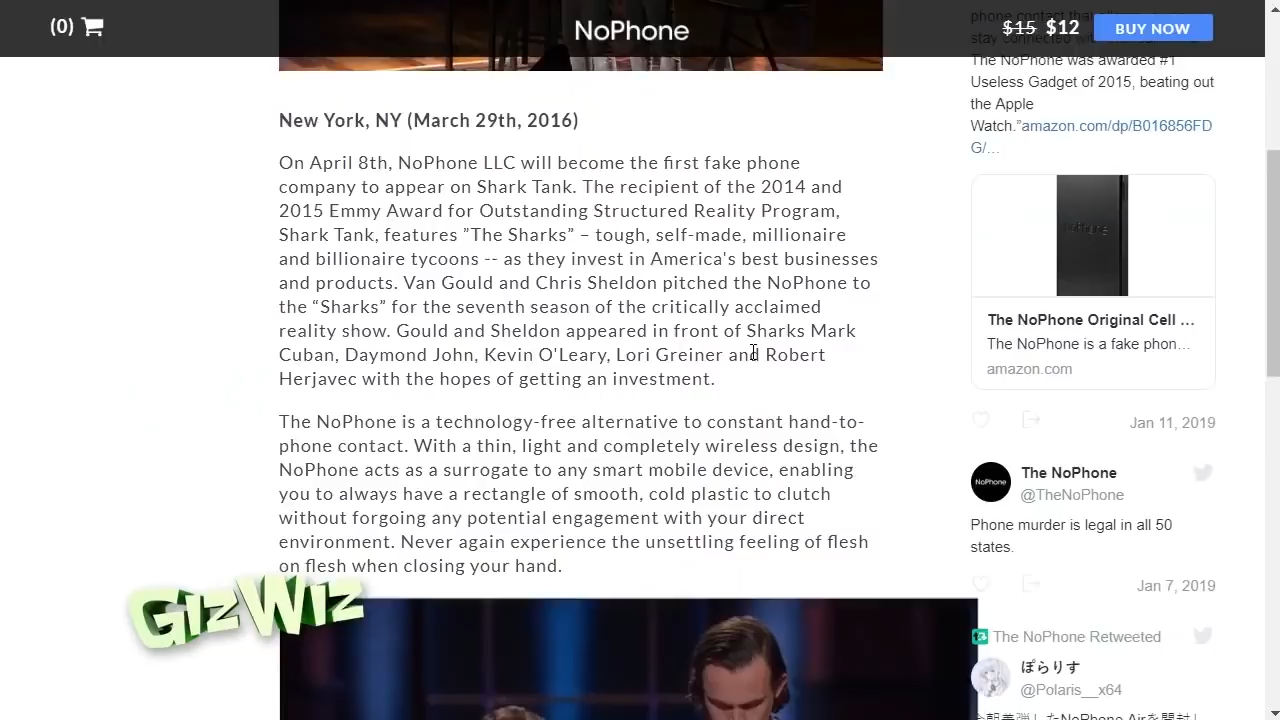 (0)
NoPhone
$15 $12
BUY NOW
New York, NY (March 29th, 2016)
On April 8th, NoPhone LLC will become the first fake phone
company to appear on Shark Tank. The recipient of the 2014 and
2015 Emmy Award for Outstanding Structured Reality Program,
Shark Tank, features ”The Sharks” – tough, self-made, millionaire
and billionaire tycoons -- as they invest in America's best businesses
and products. Van Gould and Chris Sheldon pitched the NoPhone to
the “Sharks” for the seventh season of the critically acclaimed
reality show. Gould and Sheldon appeared in front of Sharks Mark
Cuban, Daymond John, Kevin O'Leary, Lori Greiner and Robert
Herjavec with the hopes of getting an investment.
The NoPhone is a technology-free alternative to constant hand-to-
phone contact. With a thin, light and completely wireless design, the
NoPhone acts as a surrogate to any smart mobile device, enabling
you to always have a rectangle of smooth, cold plastic to clutch
without forgoing any potential engagement with your direct
environment. Never again experience the unsettling feeling of flesh
on flesh when closing your hand.
GizWiz
The NoPhone was awarded #1
Useless Gadget of 2015, beating out
the Apple
Watch.”amazon.com/dp/B016856FD
G/…
NoPhone
The NoPhone Original Cell ...
The NoPhone is a fake phon...
amazon.com
Jan 11, 2019
NoPhone
The NoPhone
@TheNoPhone
Phone murder is legal in all 50
states.
Jan 7, 2019
The NoPhone Retweeted
ぽらりす
@Polaris__x64